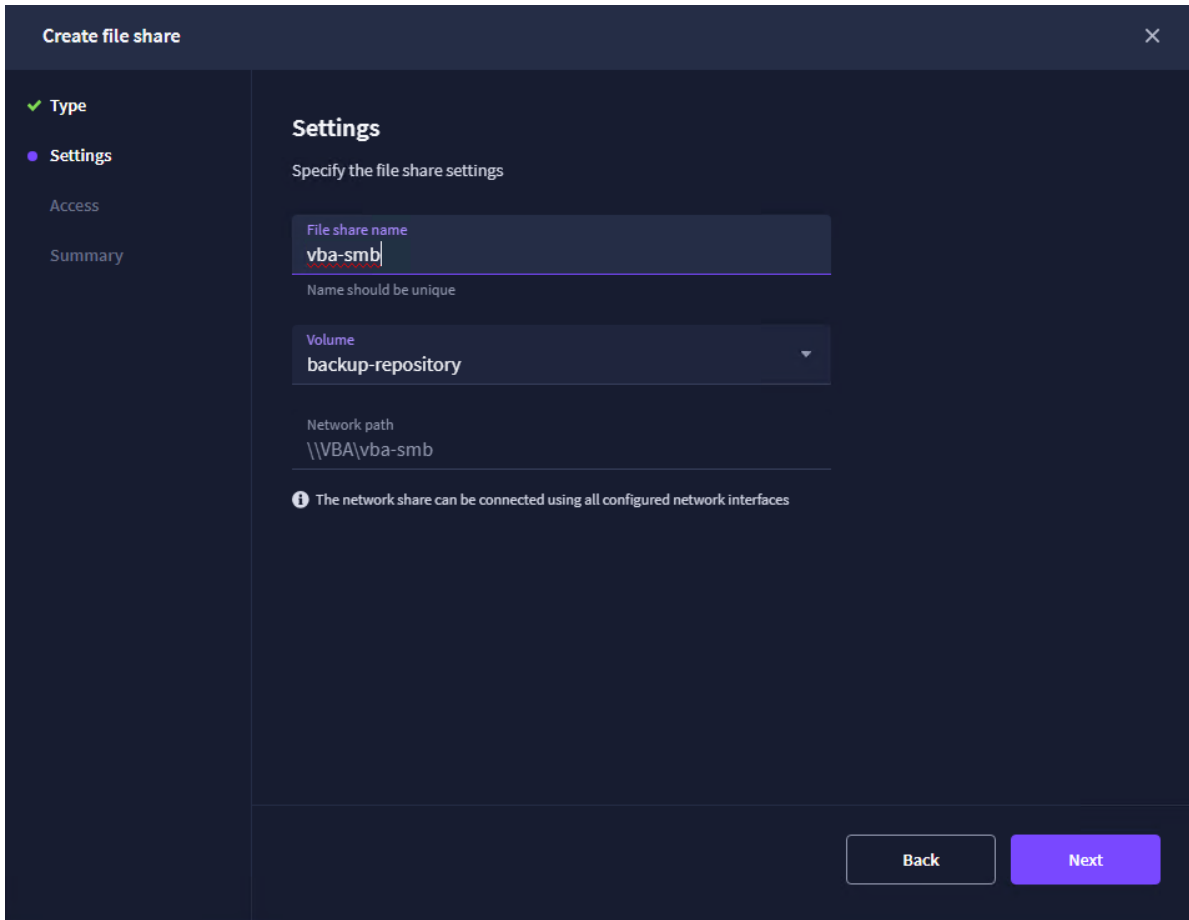 Create file share
Type
Settings
Access
Summary
Settings
Specify the file share settings
File share name
vba-smb
Name should be unique
Volume
backup-repository
Network path
\\VBA\vba-smb
The network share can be connected using all configured network interfaces
Back
Next